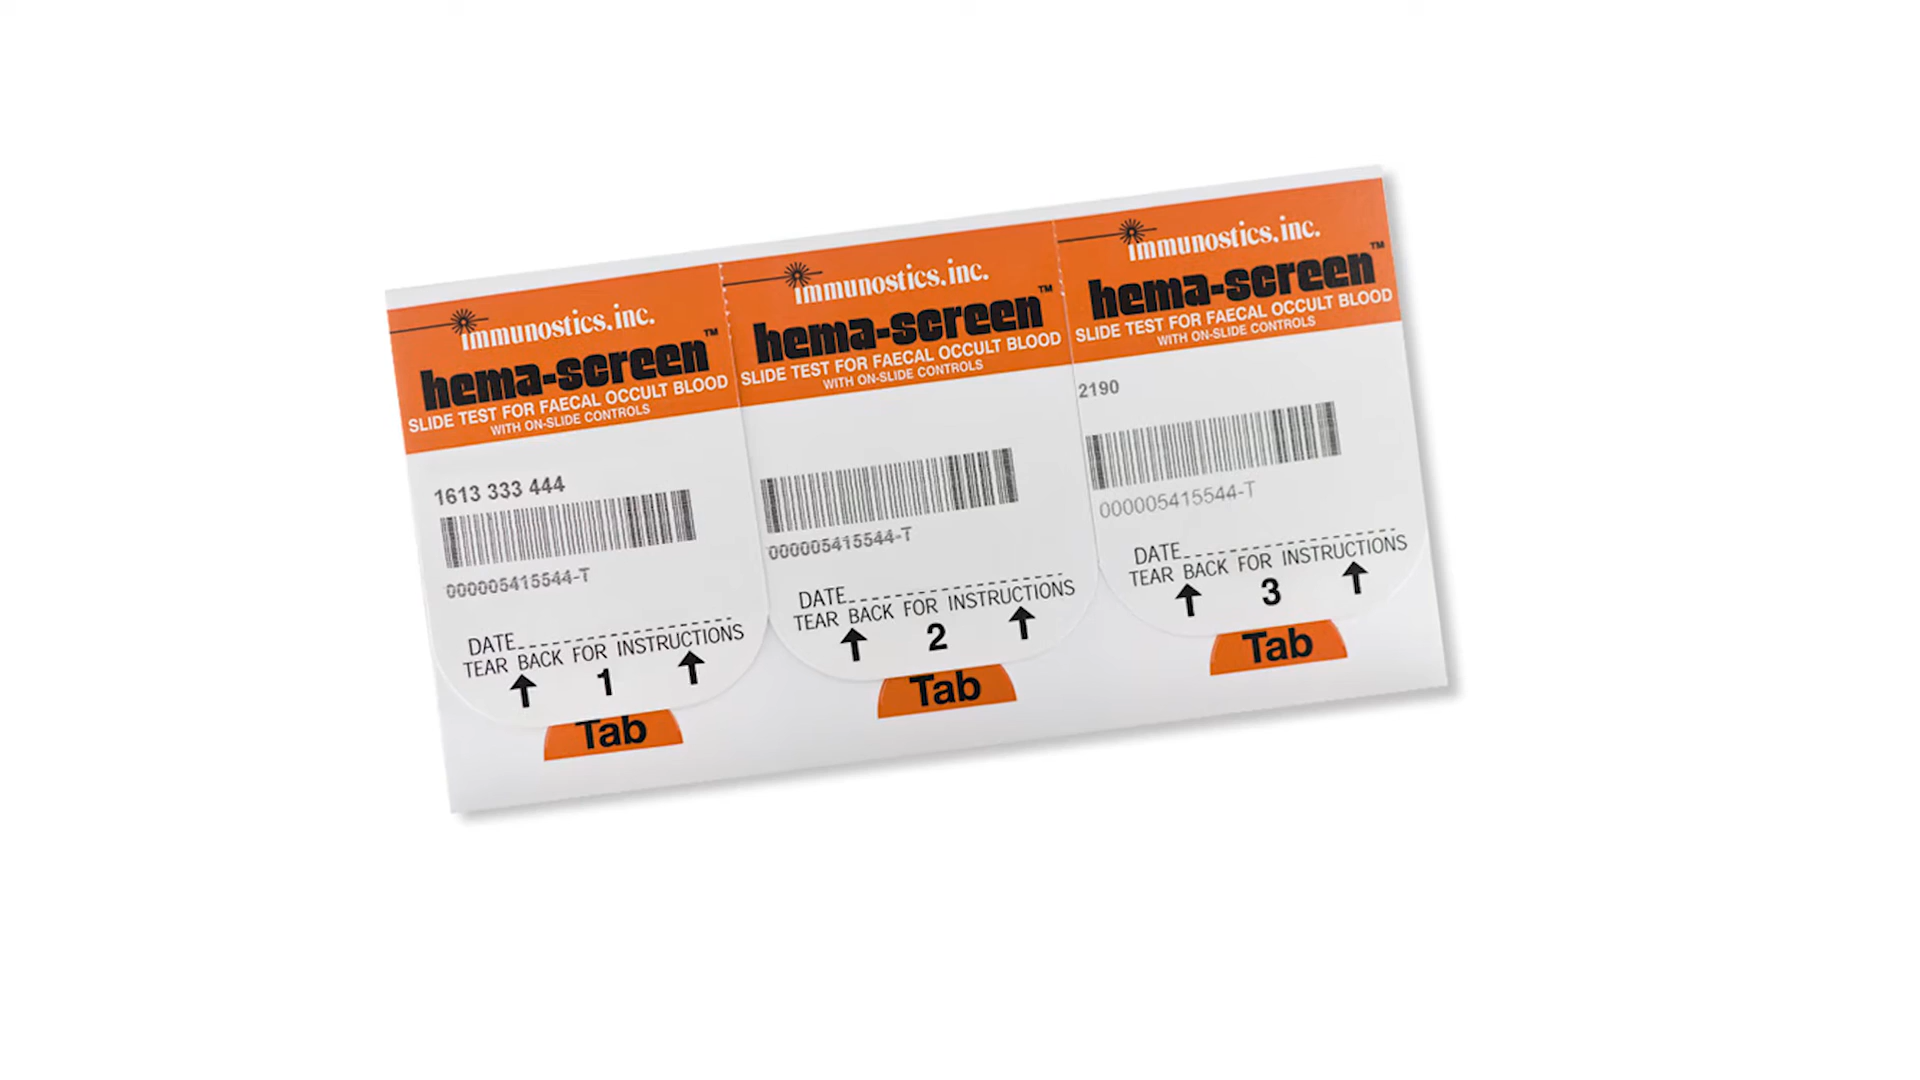 immunostics, inc.
hema-screen™
SLIDE TEST FOR FAECAL OCCULT BLOOD
WITH ON-SLIDE CONTROLS
1613 333 444
000005415544-T
DATE
TEAR BACK FOR INSTRUCTIONS
1
Tab
immunostics, inc.
hema-screen™
SLIDE TEST FOR FAECAL OCCULT BLOOD
WITH ON-SLIDE CONTROLS
000005415544-T
DATE
TEAR BACK FOR INSTRUCTIONS
2
Tab
immunostics, inc.
hema-screen™
SLIDE TEST FOR FAECAL OCCULT BLOOD
WITH ON-SLIDE CONTROLS
2190
000005415544-T
DATE
TEAR BACK FOR INSTRUCTIONS
3
Tab